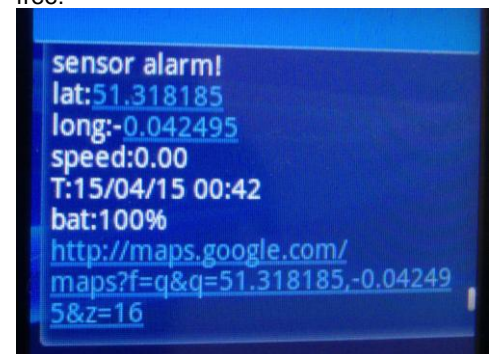 sensor alarm!
lat:51.318185
long:-0.042495
speed:0.00
T:15/04/15 00:42
bat:100%
http://maps.google.com/
maps?f=q&q=51.318185,-0.04249
5&z=16